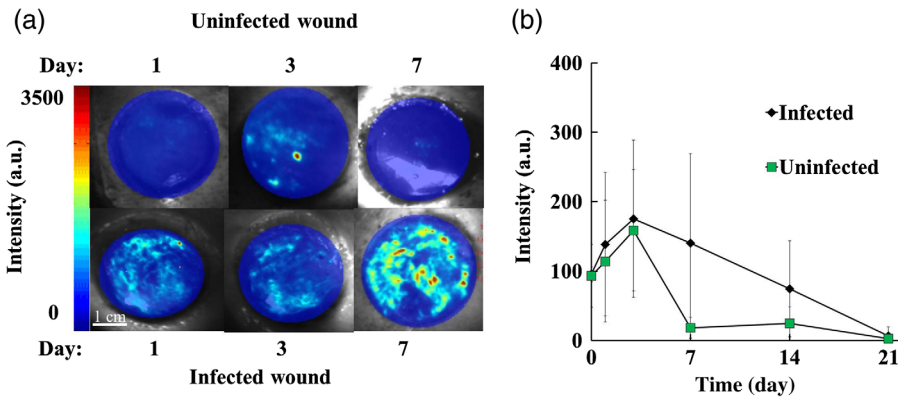 (a)
Uninfected wound
Day: 1 3 7
3500
Intensity (a.u.)
0
1 cm
Day: 1 3 7
Infected wound
(b)
400
300
200
100
0
Intensity (a.u.)
Infected
Uninfected
0 7 14 21
Time (day)